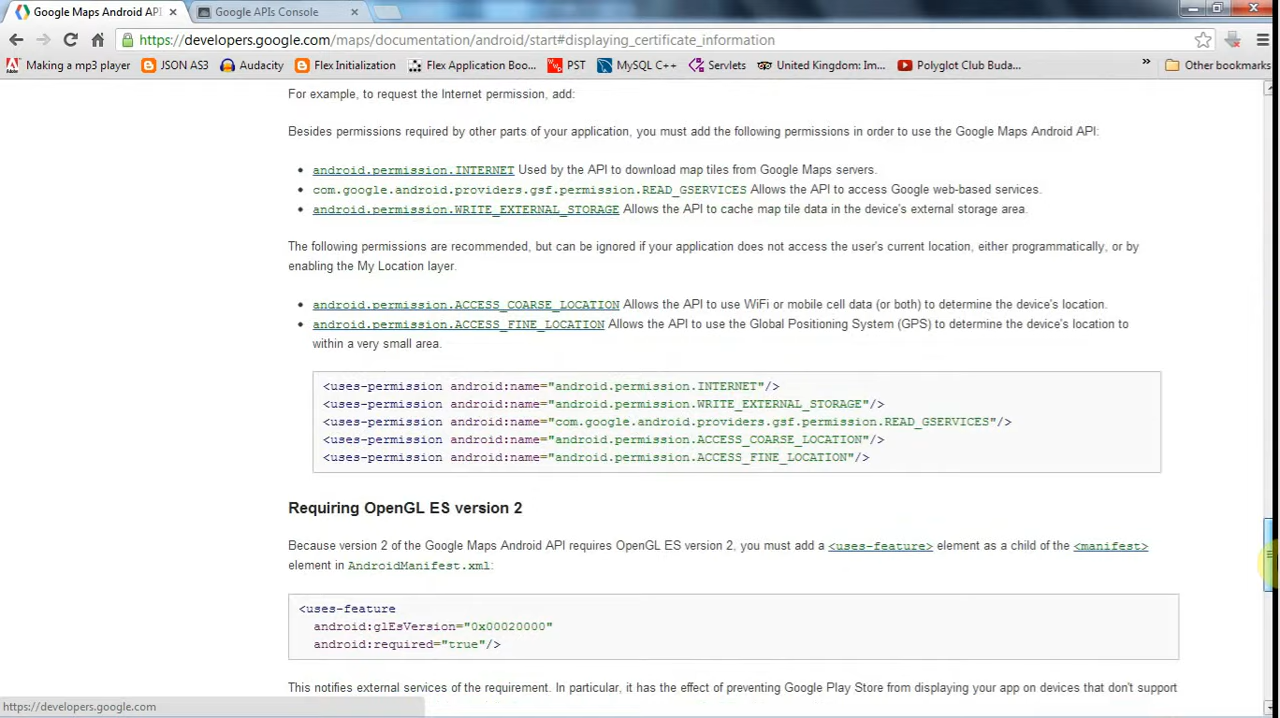 Google Maps Android API
Google APIs Console
https://developers.google.com/maps/documentation/android/start#displaying_certificate_information
Making a mp3 player
JSON AS3
Audacity
Flex Initialization
Flex Application Boo...
PST
MySQL C++
Servlets
United Kingdom: Im...
Polyglot Club Buda...
»
Other bookmarks
For example, to request the Internet permission, add:
Besides permissions required by other parts of your application, you must add the following permissions in order to use the Google Maps Android API:
• android.permission.INTERNET Used by the API to download map tiles from Google Maps servers.
• com.google.android.providers.gsf.permission.READ_GSERVICES Allows the API to access Google web-based services.
• android.permission.WRITE_EXTERNAL_STORAGE Allows the API to cache map tile data in the device's external storage area.
The following permissions are recommended, but can be ignored if your application does not access the user's current location, either programmatically, or by
enabling the My Location layer.
• android.permission.ACCESS_COARSE_LOCATION Allows the API to use WiFi or mobile cell data (or both) to determine the device's location.
• android.permission.ACCESS_FINE_LOCATION Allows the API to use the Global Positioning System (GPS) to determine the device's location to
within a very small area.
<uses-permission android:name="android.permission.INTERNET"/>
<uses-permission android:name="android.permission.WRITE_EXTERNAL_STORAGE"/>
<uses-permission android:name="com.google.android.providers.gsf.permission.READ_GSERVICES"/>
<uses-permission android:name="android.permission.ACCESS_COARSE_LOCATION"/>
<uses-permission android:name="android.permission.ACCESS_FINE_LOCATION"/>
Requiring OpenGL ES version 2
Because version 2 of the Google Maps Android API requires OpenGL ES version 2, you must add a <uses-feature> element as a child of the <manifest>
element in AndroidManifest.xml:
<uses-feature
android:glEsVersion="0x00020000"
android:required="true"/>
This notifies external services of the requirement. In particular, it has the effect of preventing Google Play Store from displaying your app on devices that don't support
https://developers.google.com